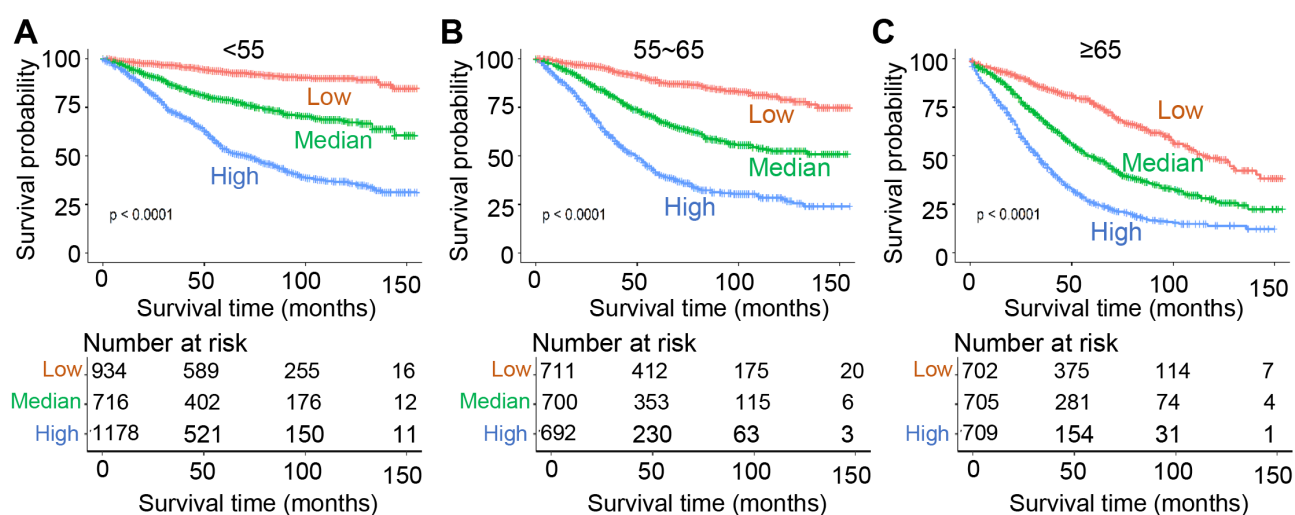 A
<55
Survival probability
100
75
50
25
0
Low
Median
High
p < 0.0001
0 50 100 150
Survival time (months)
Number at risk
Low 934 589 255 16
Median 716 402 176 12
High 1178 521 150 11
0 50 100 150
Survival time (months)
B
55~65
Survival probability
100
75
50
25
0
Low
Median
High
p < 0.0001
0 50 100 150
Survival time (months)
Number at risk
Low 711 412 175 20
Median 700 353 115 6
High 692 230 63 3
0 50 100 150
Survival time (months)
C
≥65
Survival probability
100
75
50
25
0
Low
Median
High
p < 0.0001
0 50 100 150
Survival time (months)
Number at risk
Low 702 375 114 7
Median 705 281 74 4
High 709 154 31 1
0 50 100 150
Survival time (months)